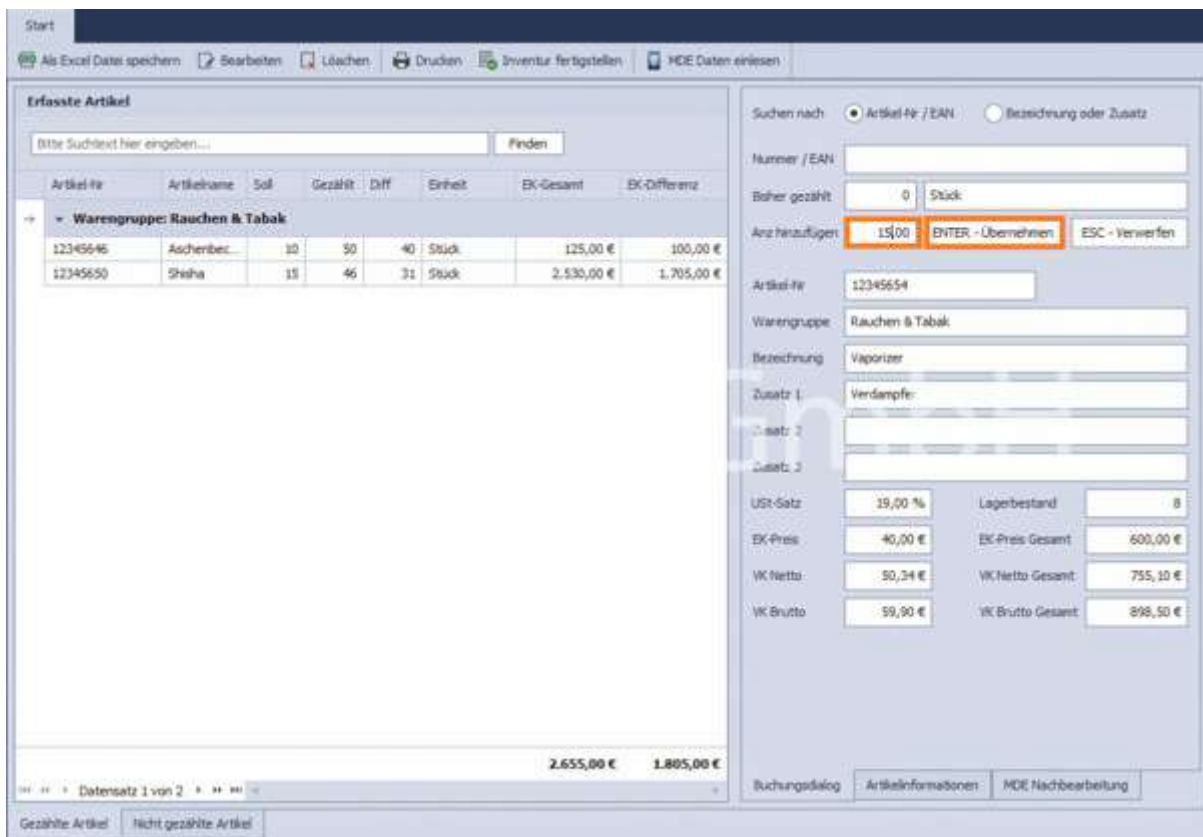 Start
Als Excel Datei speichern Bearbeiten Löschen Drucken Inventur fertigstellen MDE Daten einlesen
Erfasste Artikel
Bitte Suchtext hier eingeben... Finden
Artikel-Nr Artikelname Soll Gezählt Diff Einheit EK-Gesamt EK-Differenz
Warengruppe: Rauchen & Tabak
12345646 Aschenbec... 10 50 40 Stück 125,00 € 100,00 €
12345650 Shisha 15 46 31 Stück 2.530,00 € 1.705,00 €
2.655,00 € 1.805,00 €
Datensatz 1 von 2
Gezählte Artikel Nicht gezählte Artikel
Suchen nach Artikel-Nr / EAN Bezeichnung oder Zusatz
Nummer / EAN
Bisher gezählt 0 Stück
Anz hinzufügen 15,00 ENTER - Übernehmen ESC - Verwerfen
Artikel-Nr 12345654
Warengruppe Rauchen & Tabak
Bezeichnung Vaporizer
Zusatz 1 Verdampfer
Zusatz 2
Zusatz 3
GmbH
USt-Satz 19,00 % Lagerbestand 8
EK-Preis 40,00 € EK-Preis Gesamt 600,00 €
VK Netto 50,34 € VK Netto Gesamt 755,10 €
VK Brutto 59,90 € VK Brutto Gesamt 898,50 €
Buchungsdialog Artikelinformationen MDE Nachbearbeitung